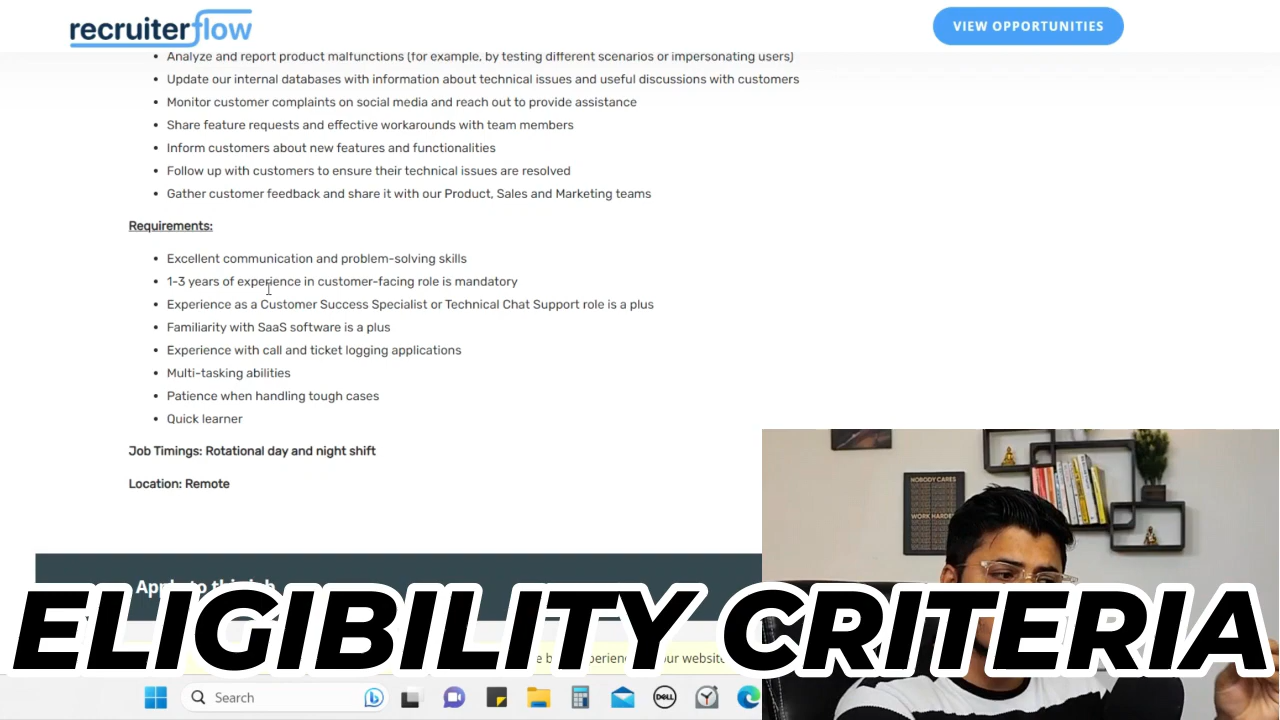 recruiterflow
VIEW OPPORTUNITIES
Analyze and report product malfunctions (for example, by testing different scenarios or impersonating users)
Update our internal databases with information about technical issues and useful discussions with customers
Monitor customer complaints on social media and reach out to provide assistance
Share feature requests and effective workarounds with team members
Inform customers about new features and functionalities
Follow up with customers to ensure their technical issues are resolved
Gather customer feedback and share it with our Product, Sales and Marketing teams
Requirements:
Excellent communication and problem-solving skills
1-3 years of experience in customer-facing role is mandatory
Experience as a Customer Success Specialist or Technical Chat Support role is a plus
Familiarity with SaaS software is a plus
Experience with call and ticket logging applications
Multi-tasking abilities
Patience when handling tough cases
Quick learner
Job Timings: Rotational day and night shift
Location: Remote
NOBODY CARES
WORK HARDER
Apply to this job
ELIGIBILITY CRITERIA
website
Search
DELL